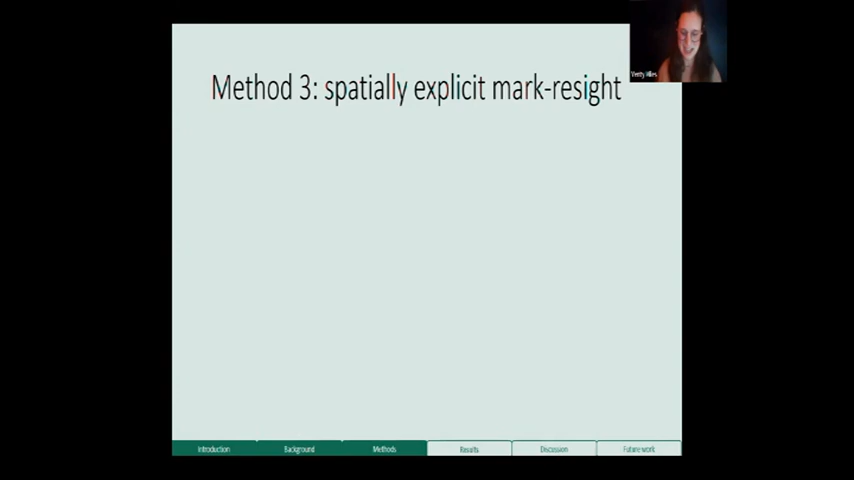 Method 3: spatially explicit mark-resight
Introduction
Background
Methods
Results
Discussion
Future work